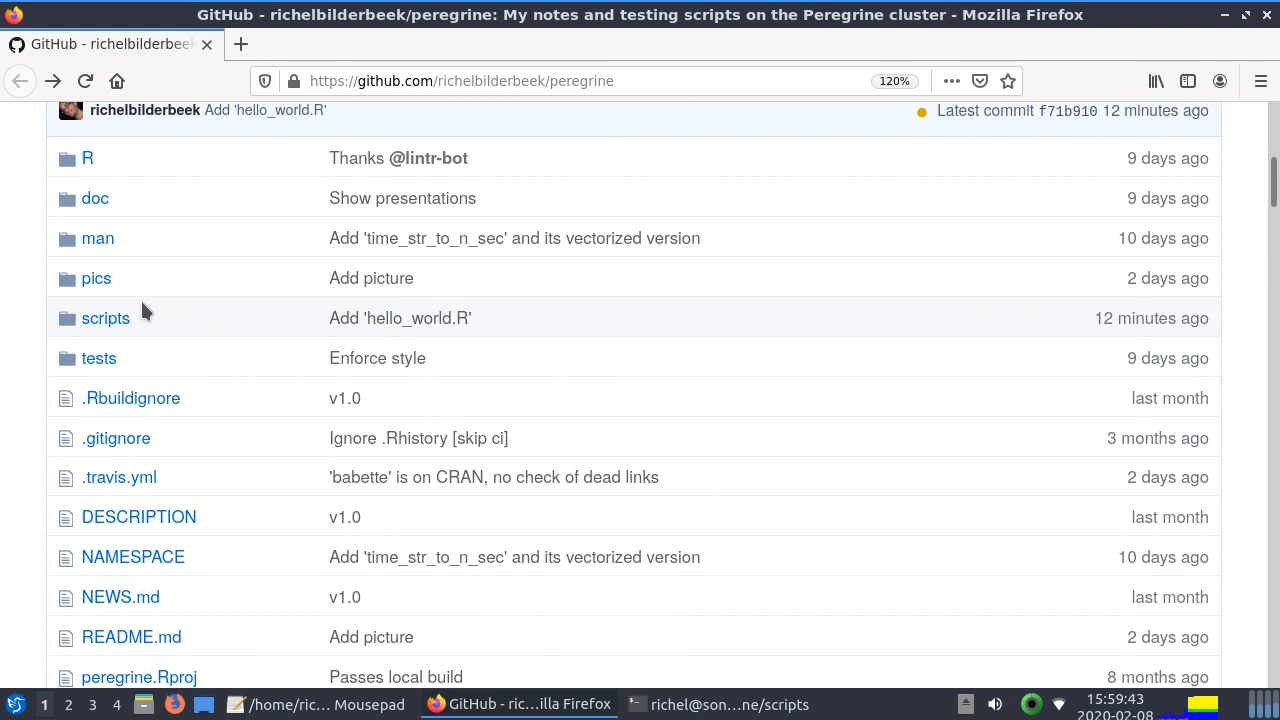 GitHub - richelbilderbeek/peregrine: My notes and testing scripts on the Peregrine cluster - Mozilla Firefox
GitHub - richelbilderbee
https://github.com/richelbilderbeek/peregrine 120%
richelbilderbeek Add 'hello_world.R' Latest commit f71b910 12 minutes ago
R Thanks @lintr-bot 9 days ago
doc Show presentations 9 days ago
man Add 'time_str_to_n_sec' and its vectorized version 10 days ago
pics Add picture 2 days ago
scripts Add 'hello_world.R' 12 minutes ago
tests Enforce style 9 days ago
.Rbuildignore v1.0 last month
.gitignore Ignore .Rhistory [skip ci] 3 months ago
.travis.yml 'babette' is on CRAN, no check of dead links 2 days ago
DESCRIPTION v1.0 last month
NAMESPACE Add 'time_str_to_n_sec' and its vectorized version 10 days ago
NEWS.md v1.0 last month
README.md Add picture 2 days ago
peregrine.Rproj Passes local build 8 months ago
1 2 3 4 /home/ric... Mousepad GitHub - ric...illa Firefox richel@son...ne/scripts 15:59:43
2020-02-08